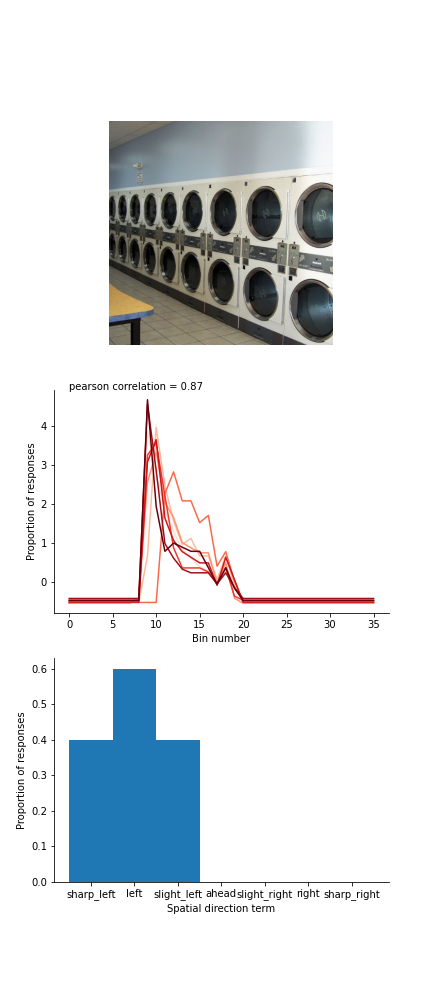 pearson correlation = 0.87
4
3
2
1
0
Proportion of responses
0 5 10 15 20 25 30 35
Bin number
0.6
0.5
0.4
0.3
0.2
0.1
0.0
Proportion of responses
sharp_left left slight_left ahead slight_right right sharp_right
Spatial direction term